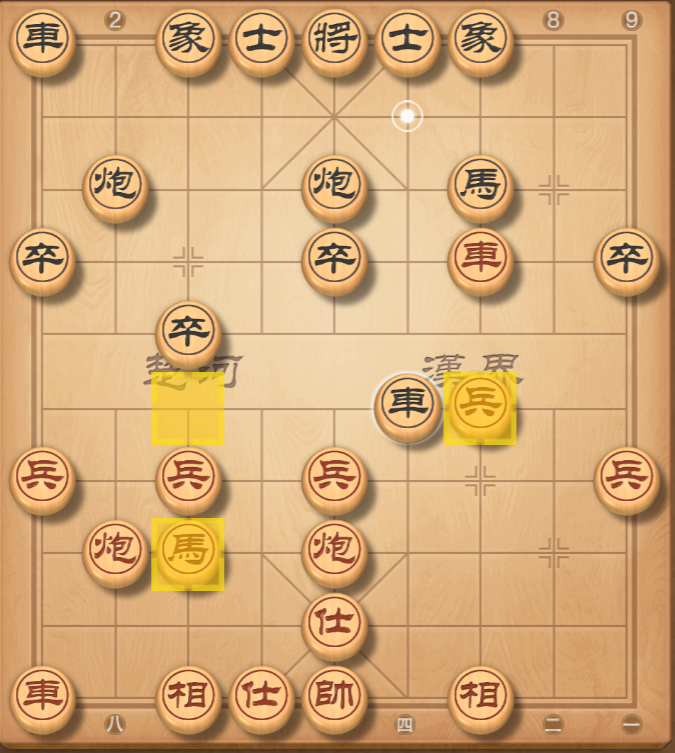 2 8 9
車 象 士 將 士 象
炮 炮 馬
卒 卒 車 卒
卒
楚河 漢界
車 兵
兵 兵 兵 兵
炮 馬 炮
仕
車 相 仕 帥 相
八 四 二 一